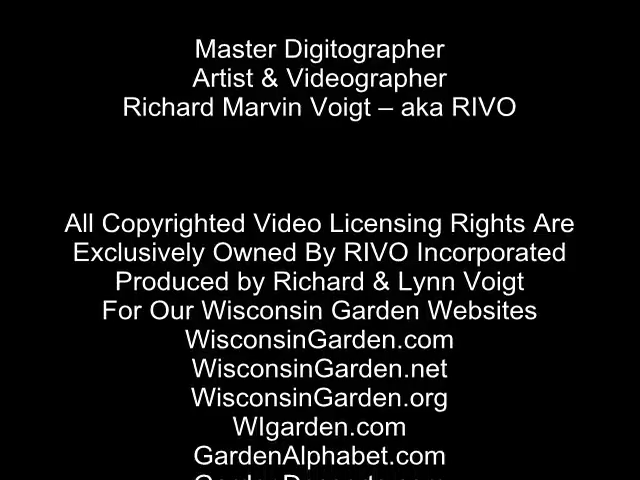 Master Digitographer
Artist & Videographer
Richard Marvin Voigt – aka RIVO
All Copyrighted Video Licensing Rights Are
Exclusively Owned By RIVO Incorporated
Produced by Richard & Lynn Voigt
For Our Wisconsin Garden Websites
WisconsinGarden.com
WisconsinGarden.net
WisconsinGarden.org
WIgarden.com
GardenAlphabet.com